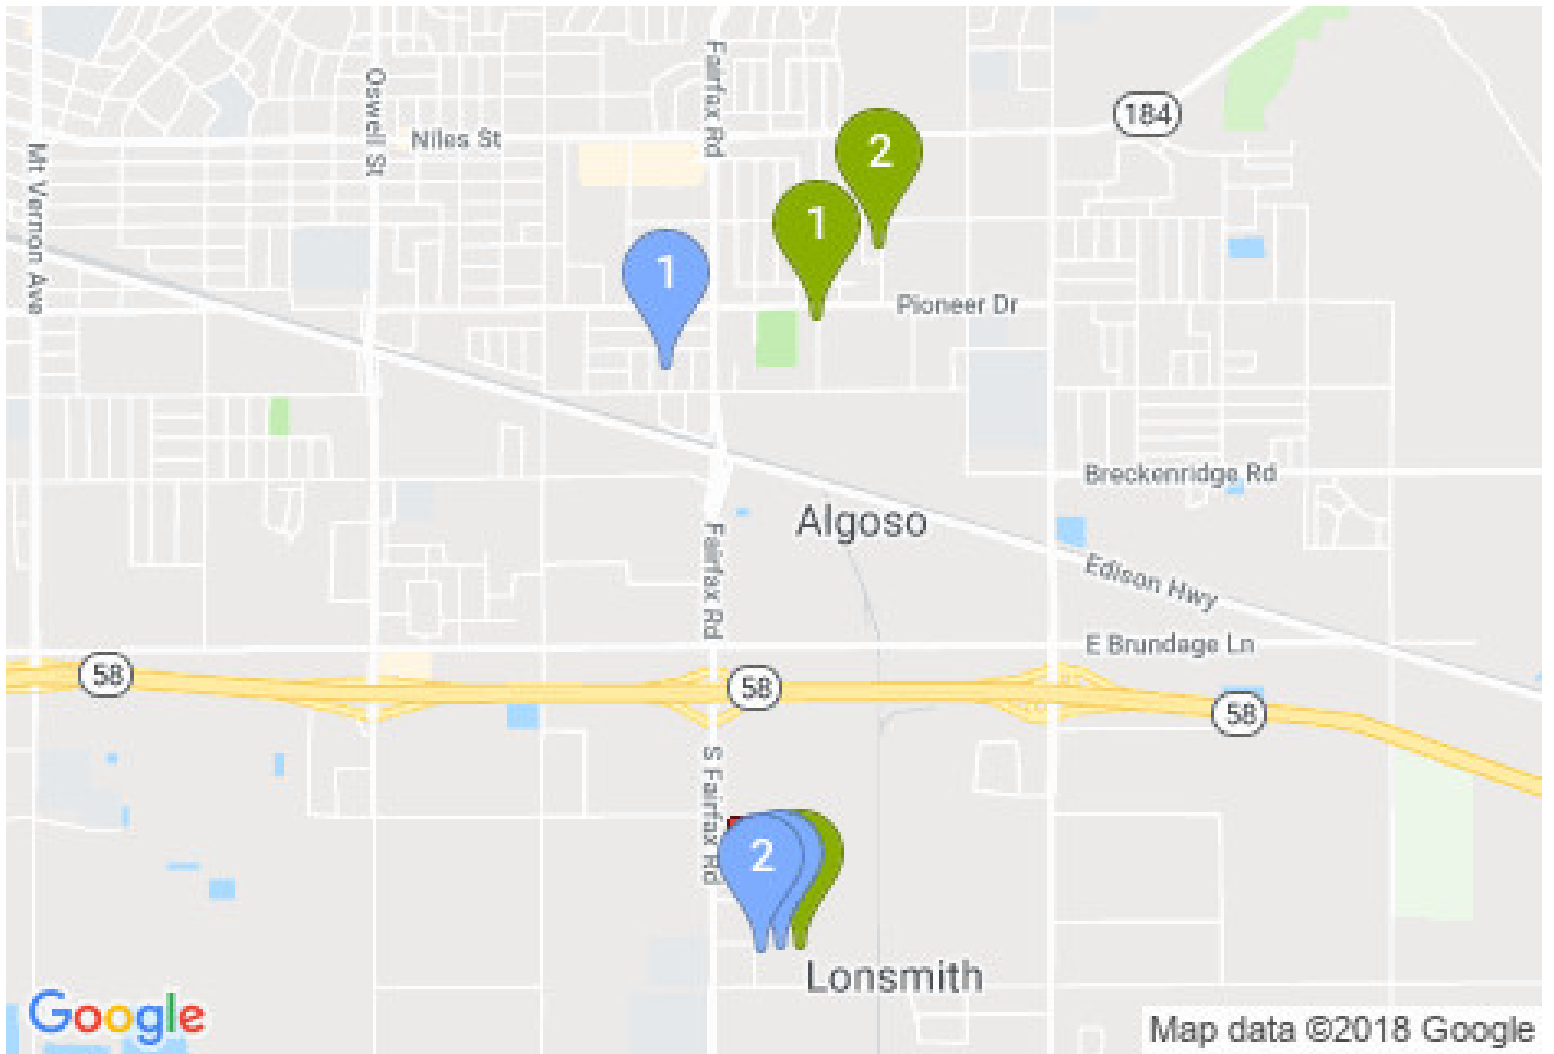 Fairfax Rd
Oswell St
184
Niles St
2
Mt Vernon Ave
1
1
Pioneer Dr
Breckenridge Rd
Algoso
Fairfax Rd
Edison Hwy
E Brundage Ln
58
58
58
S Fairfax Rd
2
Lonsmith
Google
Map data ©2018 Google